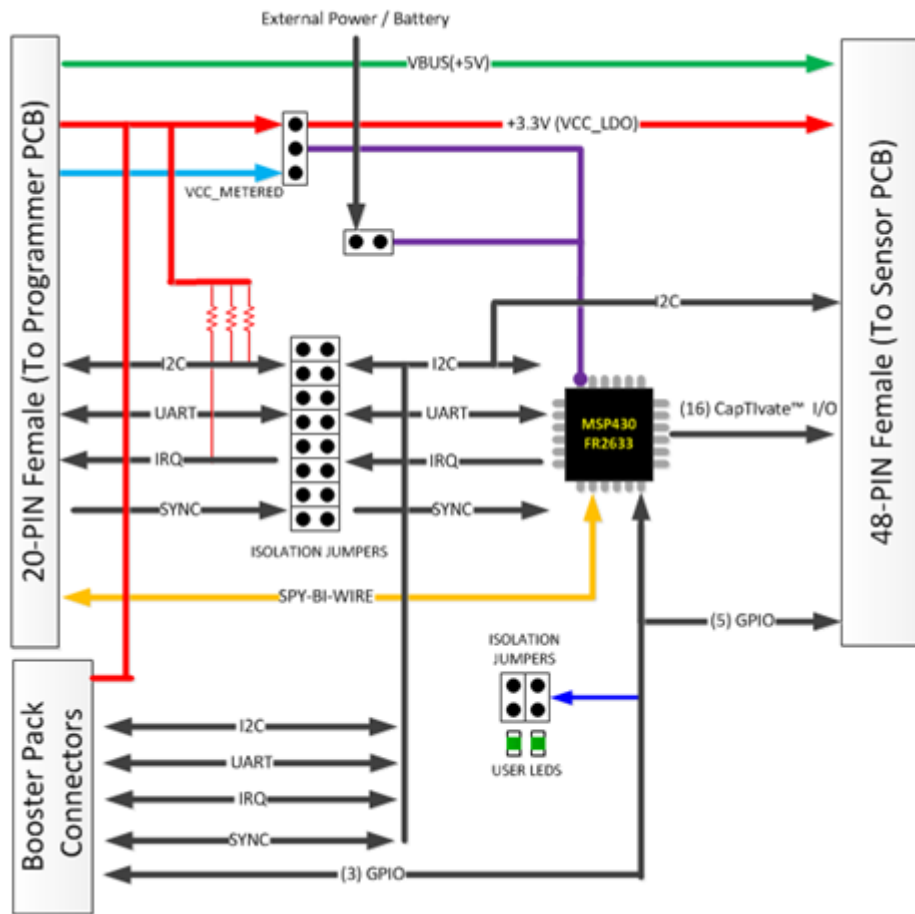 External Power / Battery
20-PIN Female (To Programmer PCB)
VBUS(+5V)
+3.3V (VCC_LDO)
VCC_METERED
48-PIN Female (To Sensor PCB)
I2C
I2C
I2C
UART
UART
MSP430
FR2633
(16) CapTIvate™ I/O
IRQ
IRQ
SYNC
SYNC
ISOLATION JUMPERS
SPY-BI-WIRE
(5) GPIO
ISOLATION
JUMPERS
USER LEDS
Booster Pack
Connectors
I2C
UART
IRQ
SYNC
(3) GPIO